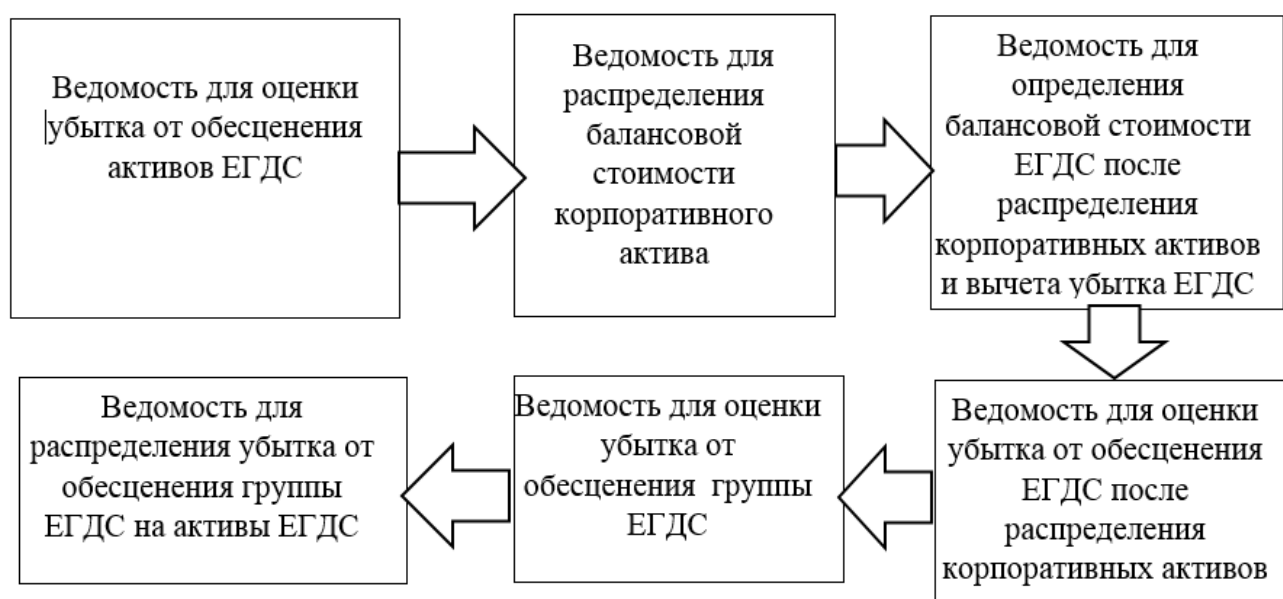 Ведомость для оценки
убытка от обесценения
активов ЕГДС
Ведомость для
распределения
балансовой
стоимости
корпоративного
актива
Ведомость для
определения
балансовой стоимости
ЕГДС после
распределения
корпоративных активов
и вычета убытка ЕГДС
Ведомость для оценки
убытка от обесценения
ЕГДС после
распределения
корпоративных активов
Ведомость для оценки
убытка от
обесценения группы
ЕГДС
Ведомость для
распределения убытка от
обесценения группы
ЕГДС на активы ЕГДС